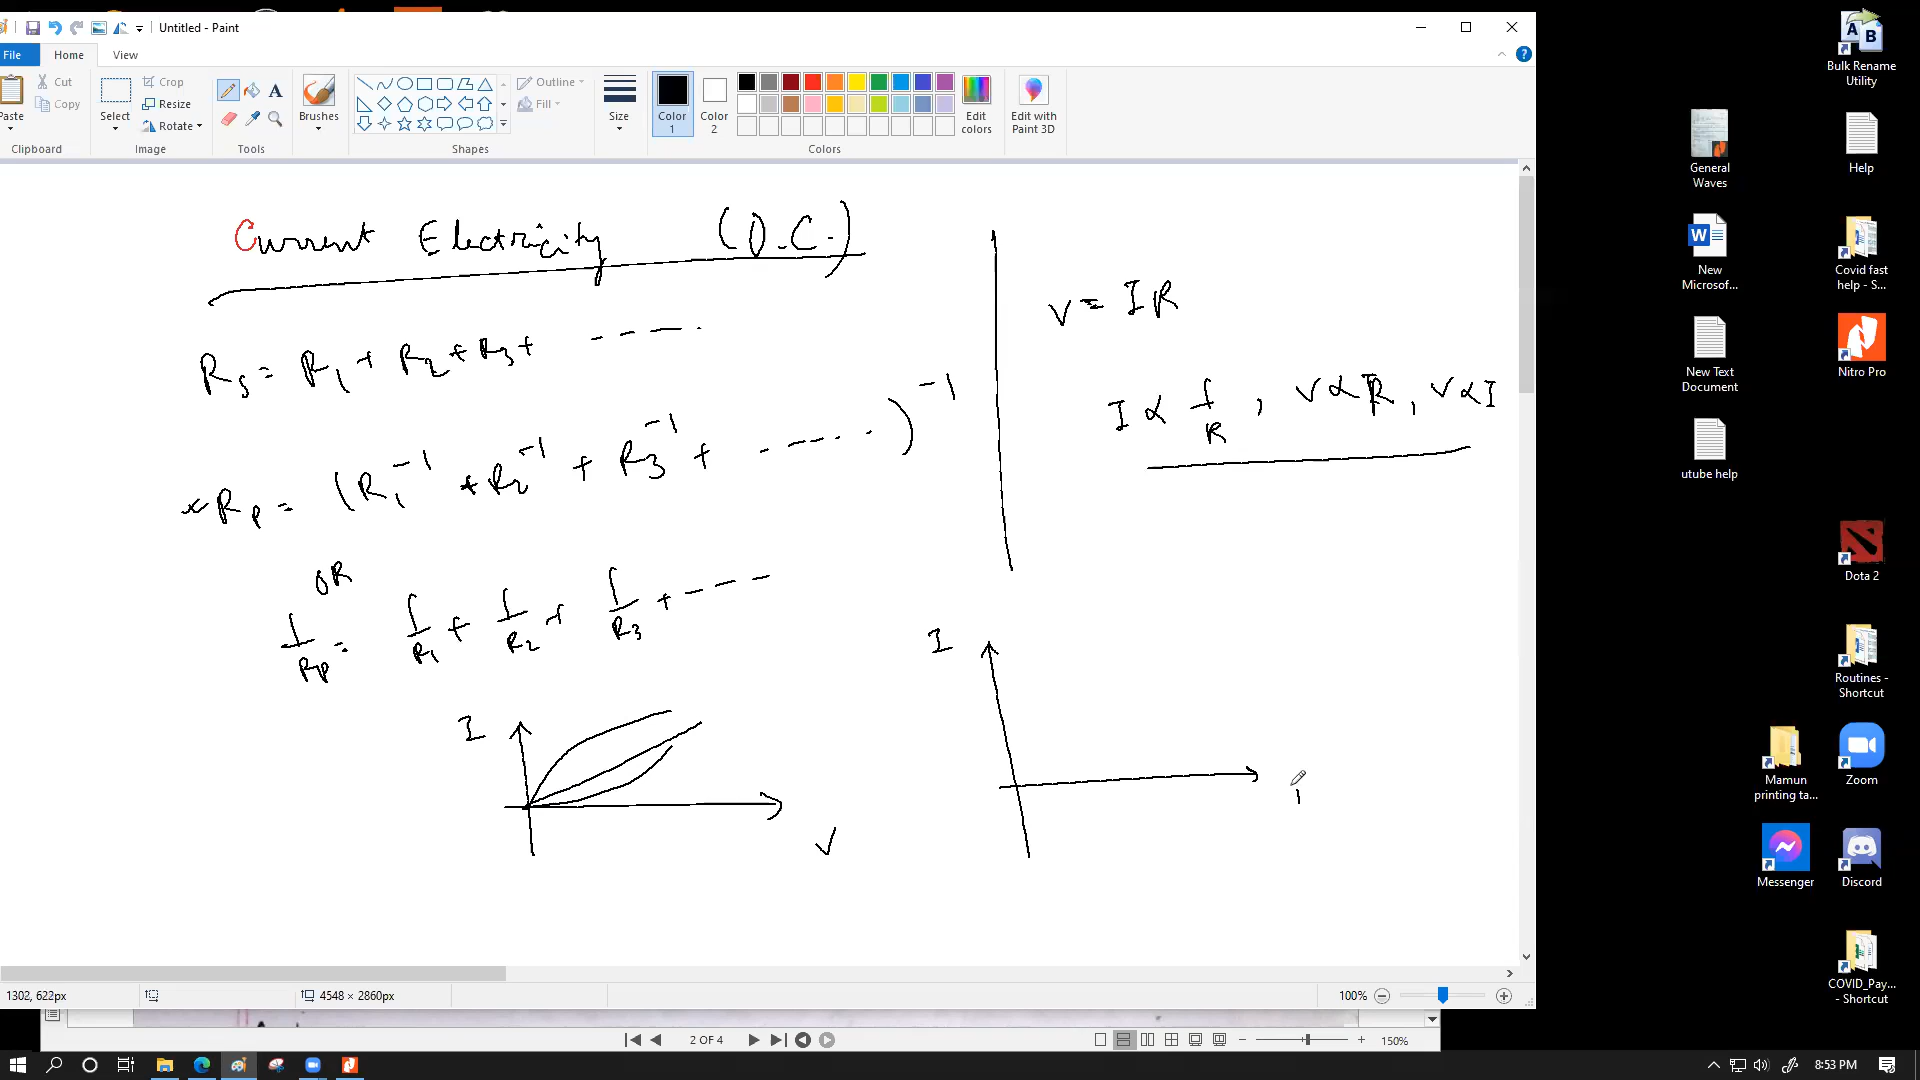 Untitled - Paint
File Home View
Paste
Cut
Copy
Clipboard
Select
Crop
Resize
Rotate
Image
A
Tools
Brushes
Outline
Fill
Shapes
Size
Color 1
Color 2
Edit colors
Colors
Edit with Paint 3D
Current Electricity (D.C.)
Rs = R1 + R2 + R3 + - - - -
× Rp = (R1⁻¹ + R2⁻¹ + R3⁻¹ + - - - - -)⁻¹
OR
1/Rp = 1/R1 + 1/R2 + 1/R3 + - - - -
I
V
V = IR
I ∝ 1/R , V ∝ R , V ∝ I
I
1302, 622px
4548 × 2860px
100%
2 OF 4
150%
8:53 PM
Bulk Rename Utility
General Waves
Help
New Microsof...
Covid fast help - S...
New Text Document
Nitro Pro
utube help
Dota 2
Routines - Shortcut
Mamun printing ta...
Zoom
Messenger
Discord
COVID_Pay... - Shortcut